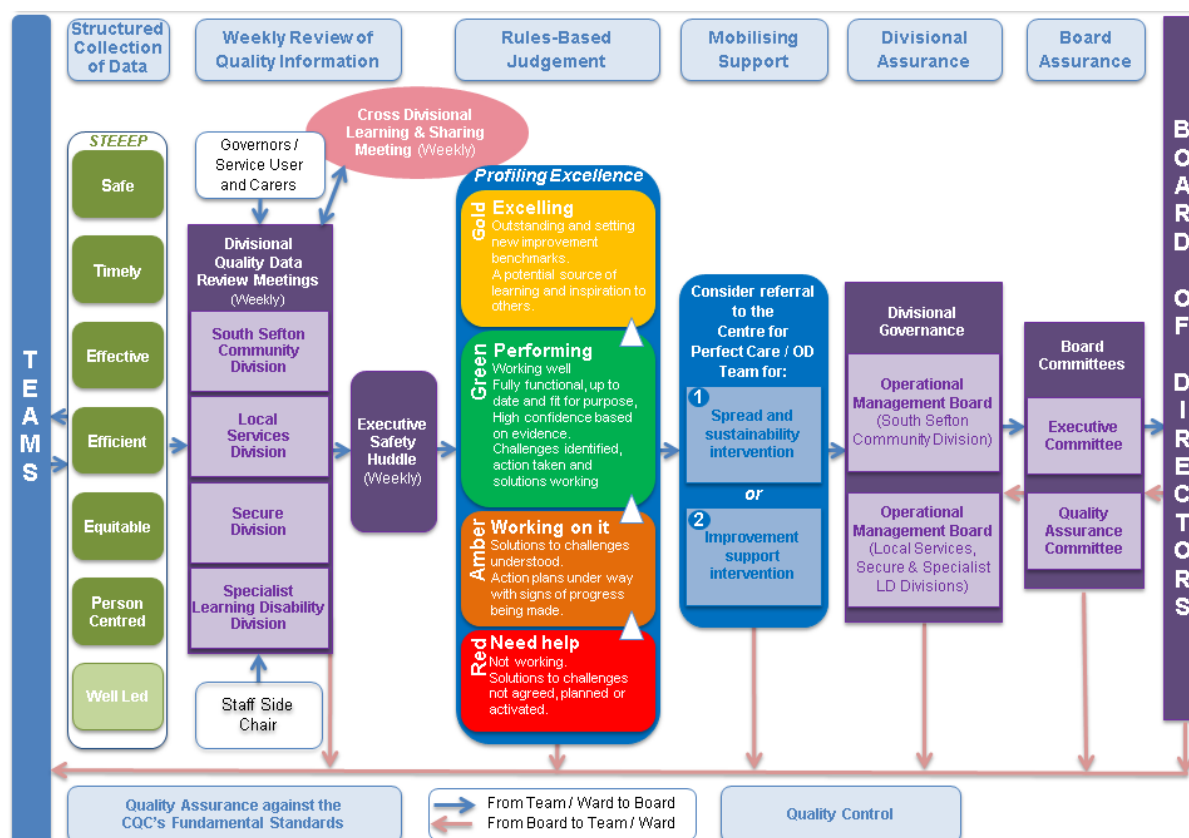 Structured
Collection
of Data
Weekly Review of
Quality Information
Rules-Based
Judgement
Mobilising
Support
Divisional
Assurance
Board
Assurance
TEAMS
STEEEP
Safe
Timely
Effective
Efficient
Equitable
Person
Centred
Well Led
Governors /
Service User
and Carers
Cross Divisional
Learning & Sharing
Meeting (Weekly)
Divisional
Quality Data
Review Meetings
(Weekly)
South Sefton
Community
Division
Local
Services
Division
Secure
Division
Specialist
Learning Disability
Division
Staff Side
Chair
Executive
Safety
Huddle
(Weekly)
Profiling Excellence
Gold
Excelling
Outstanding and setting
new improvement
benchmarks.
A potential source of
learning and inspiration to
others.
Green
Performing
Working well
Fully functional, up to
date and fit for purpose,
High confidence based
on evidence.
Challenges identified,
action taken and
solutions working
Amber
Working on it
Solutions to challenges
understood.
Action plans under way
with signs of progress
being made.
Red
Need help
Not working.
Solutions to challenges
not agreed, planned or
activated.
Consider referral
to the
Centre for
Perfect Care / OD
Team for:
1
Spread and
sustainability
intervention
or
2
Improvement
support
intervention
Divisional
Governance
Operational
Management Board
(South Sefton
Community Division)
Operational
Management Board
(Local Services,
Secure & Specialist
LD Divisions)
Board
Committees
Executive
Committee
Quality
Assurance
Committee
BOARD OF DIRECTORS
Quality Assurance against the
CQC's Fundamental Standards
From Team / Ward to Board
From Board to Team / Ward
Quality Control